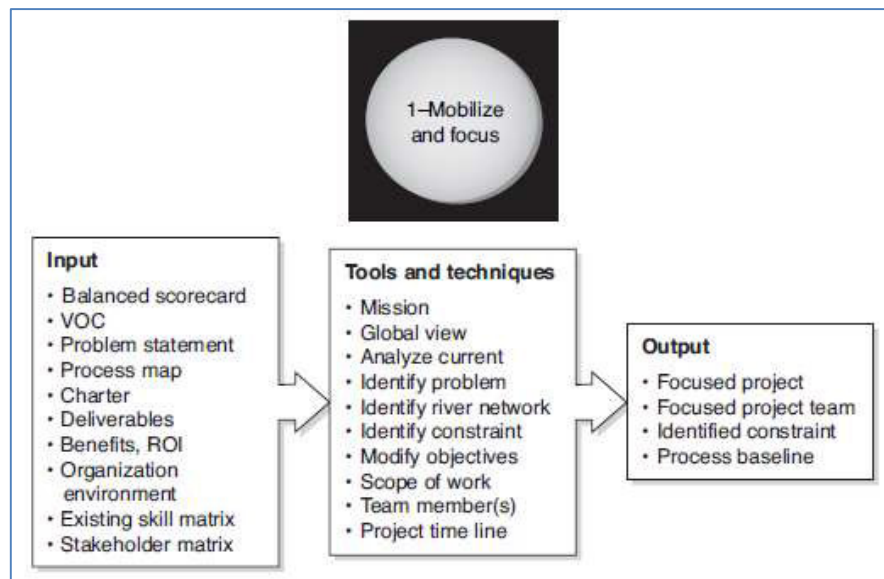 1–Mobilize
and focus
Input
• Balanced scorecard
• VOC
• Problem statement
• Process map
• Charter
• Deliverables
• Benefits, ROI
• Organization
environment
• Existing skill matrix
• Stakeholder matrix
Tools and techniques
• Mission
• Global view
• Analyze current
• Identify problem
• Identify river network
• Identify constraint
• Modify objectives
• Scope of work
• Team member(s)
• Project time line
Output
• Focused project
• Focused project team
• Identified constraint
• Process baseline